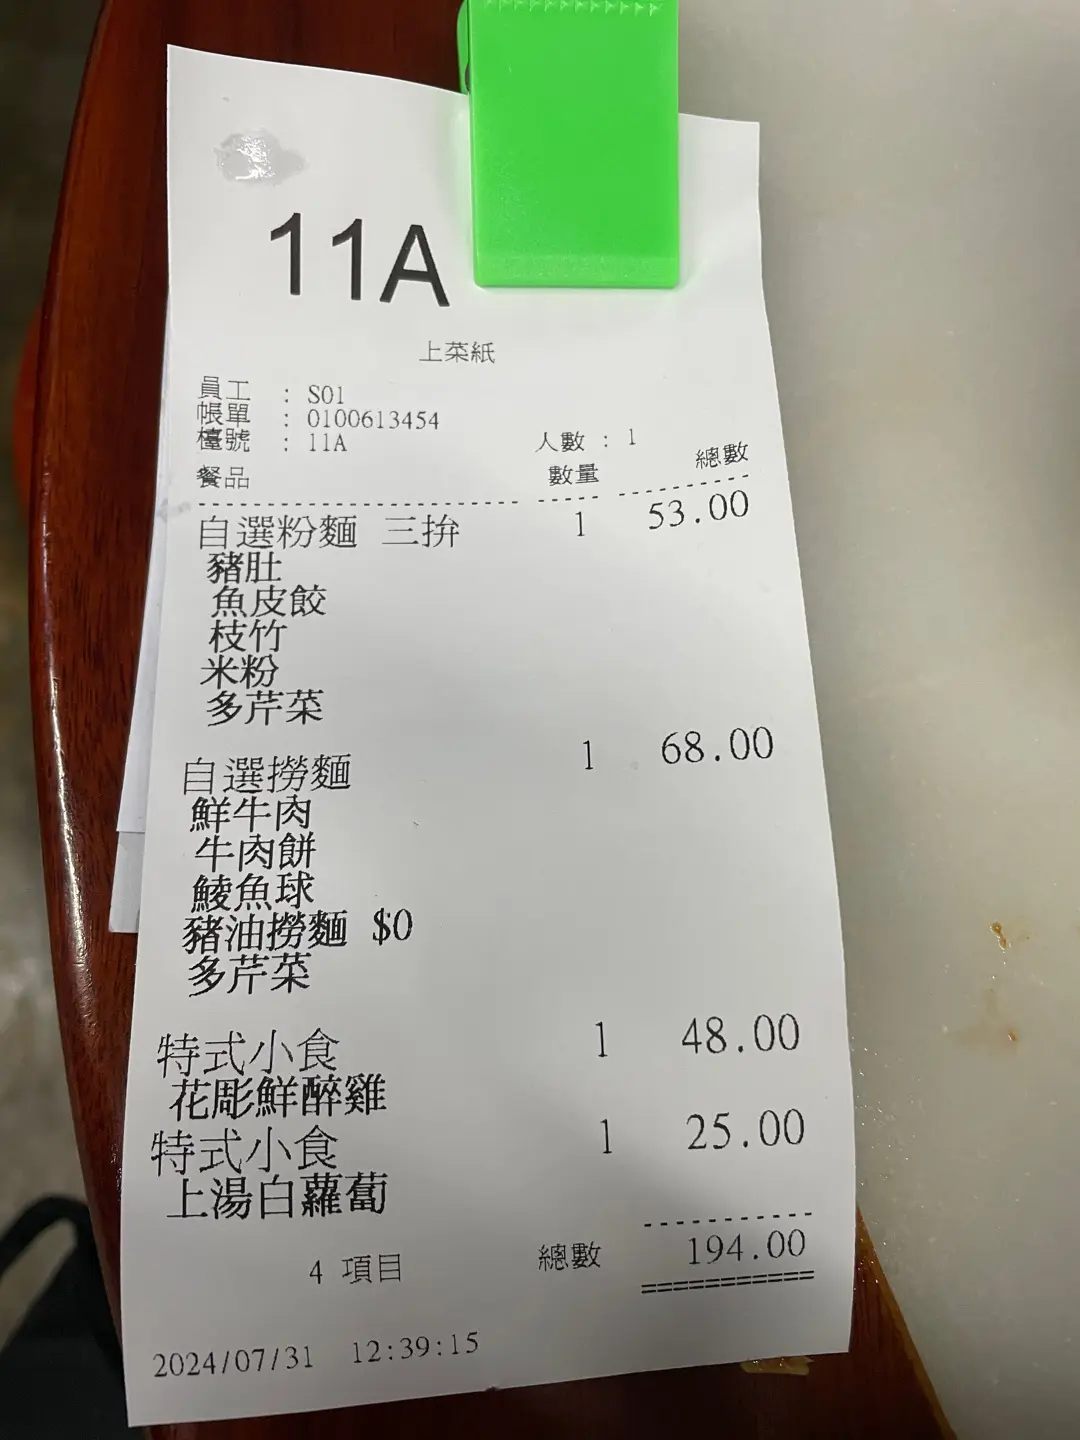 11A
上菜紙
員工 : S01
帳單 : 0100613454
檯號 : 11A 人數 : 1
餐品 數量 總數
自選粉麵 三拚 1 53.00
豬肚
魚皮餃
枝竹
米粉
多芹菜
自選撈麵 1 68.00
鮮牛肉
牛肉餅
鯪魚球
豬油撈麵 $0
多芹菜
特式小食 1 48.00
花彫鮮醉雞
特式小食 1 25.00
上湯白蘿蔔
4 項目 總數 194.00
2024/07/31 12:39:15